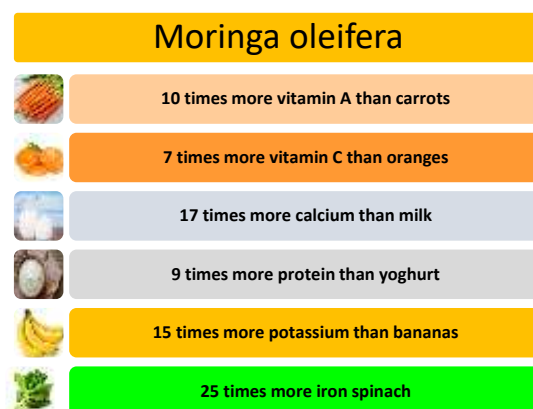 Moringa oleifera
10 times more vitamin A than carrots
7 times more vitamin C than oranges
17 times more calcium than milk
9 times more protein than yoghurt
15 times more potassium than bananas
25 times more iron spinach